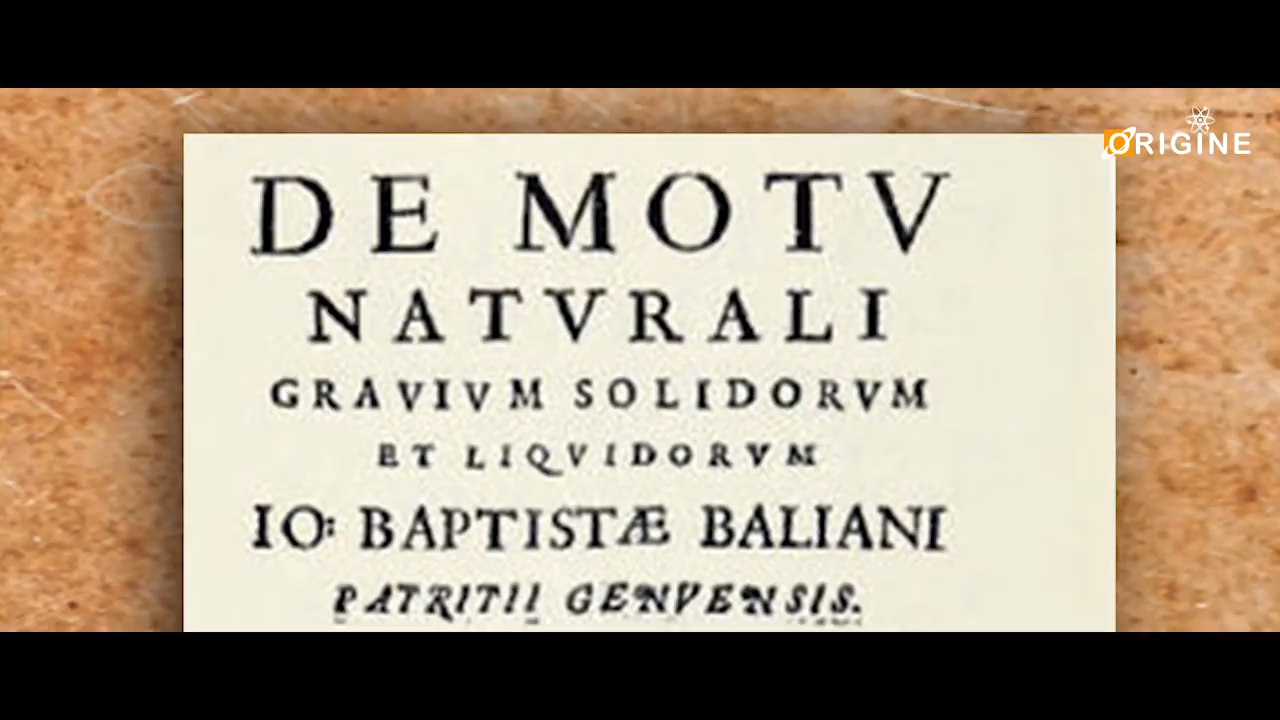 ORIGINE
DE MOTV
NATVRALI
GRAVIVM SOLIDORVM
ET LIQVIDORVM
IO: BAPTISTÆ BALIANI
PATRITII GENVENSIS.